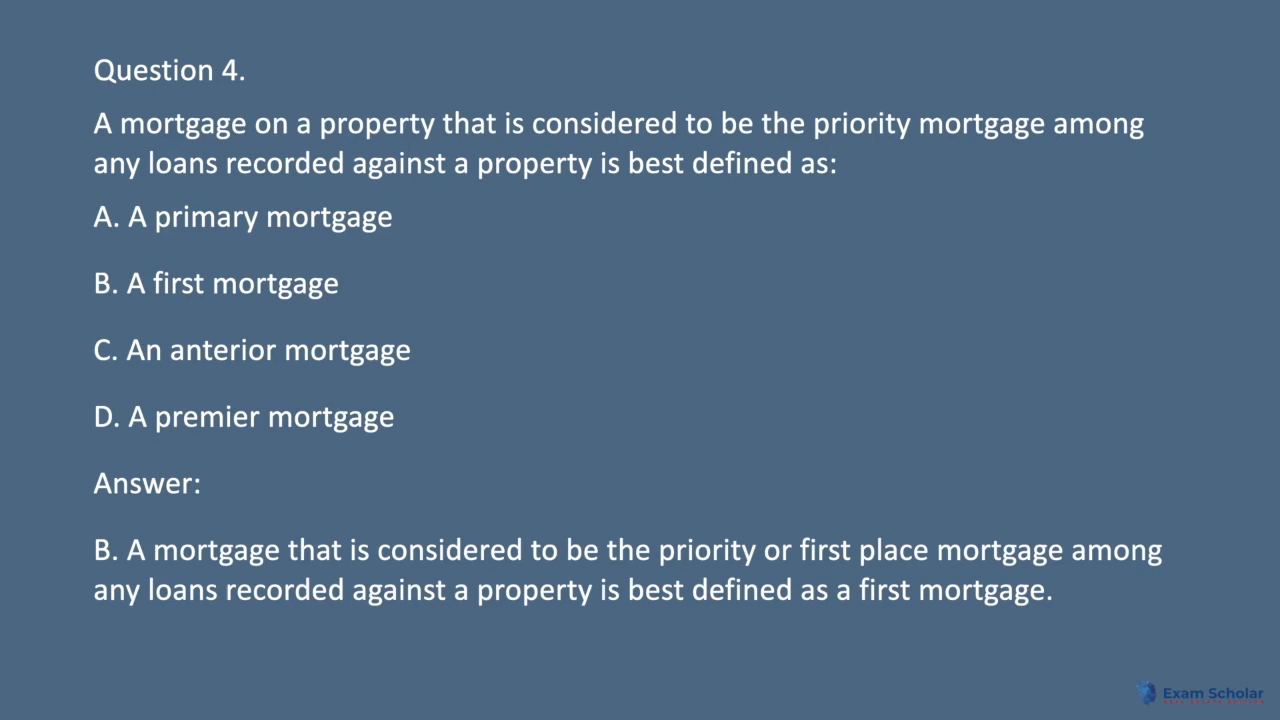 Question 4.
A mortgage on a property that is considered to be the priority mortgage among
any loans recorded against a property is best defined as:
A. A primary mortgage
B. A first mortgage
C. An anterior mortgage
D. A premier mortgage
Answer:
B. A mortgage that is considered to be the priority or first place mortgage among
any loans recorded against a property is best defined as a first mortgage.
Exam Scholar
REAL ESTATE EDITION